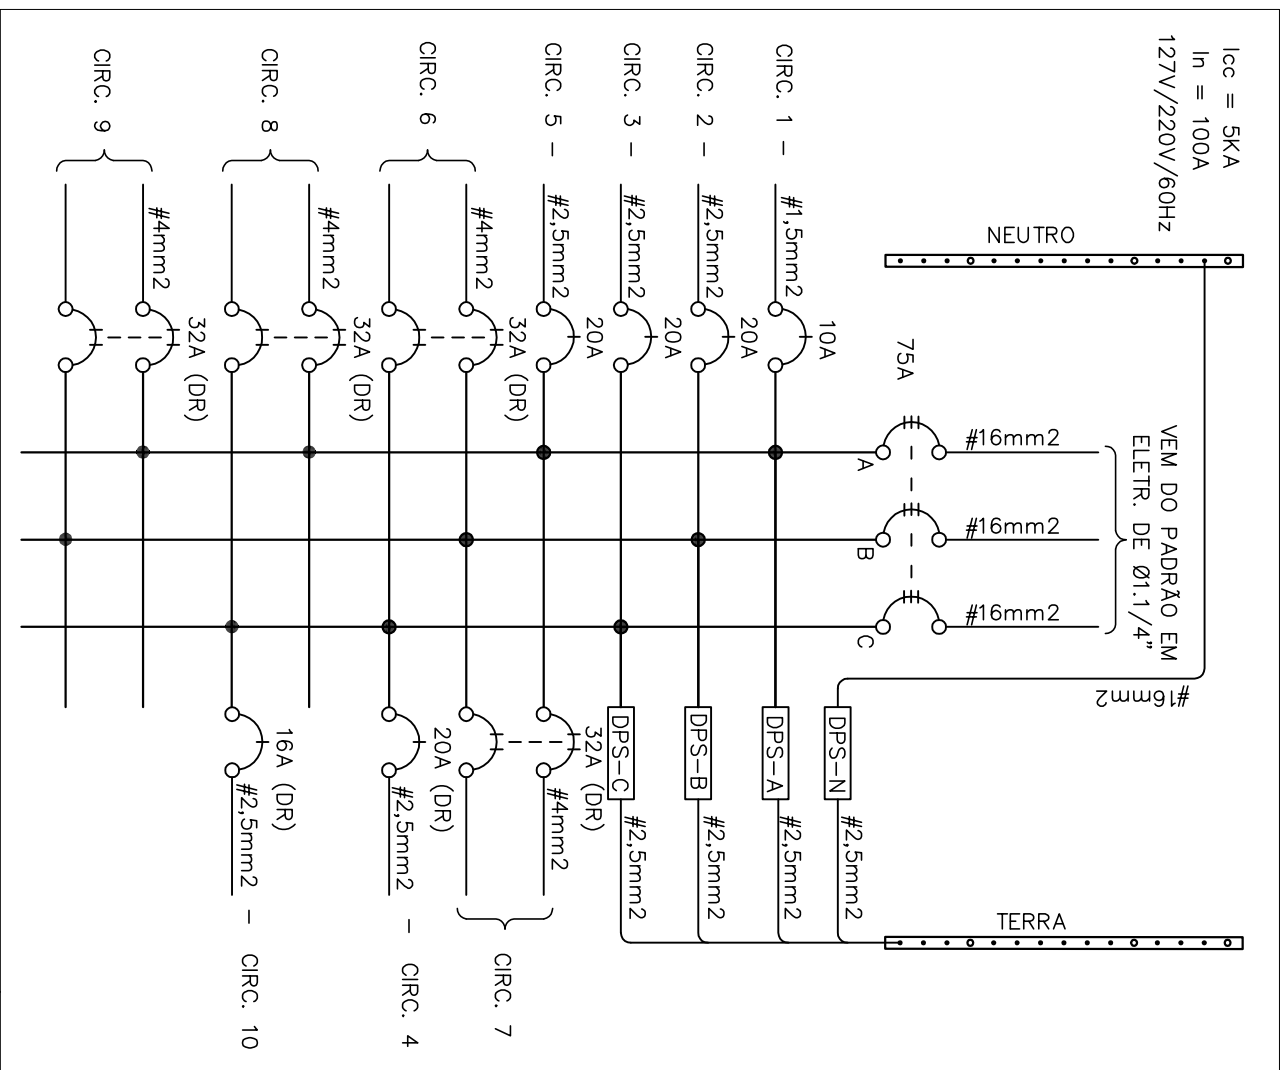 Icc = 5KA
In = 100A
127V/220V/60Hz
VEM DO PADRÃO EM
ELETR. DE Ø1.1/4"
#16mm2
#16mm2
#16mm2
#16mm2
NEUTRO
TERRA
75A
A
B
C
DPS-N
#2,5mm2
DPS-A
#2,5mm2
DPS-B
#2,5mm2
DPS-C
#2,5mm2
CIRC. 1 -
#1,5mm2
10A
CIRC. 2 -
#2,5mm2
20A
CIRC. 3 -
#2,5mm2
20A
CIRC. 5 -
#2,5mm2
20A
32A (DR)
#4mm2
CIRC. 7
CIRC. 6
#4mm2
32A (DR)
20A (DR)
#2,5mm2 - CIRC. 4
CIRC. 8
#4mm2
32A (DR)
16A (DR)
#2,5mm2 - CIRC. 10
CIRC. 9
#4mm2
32A (DR)